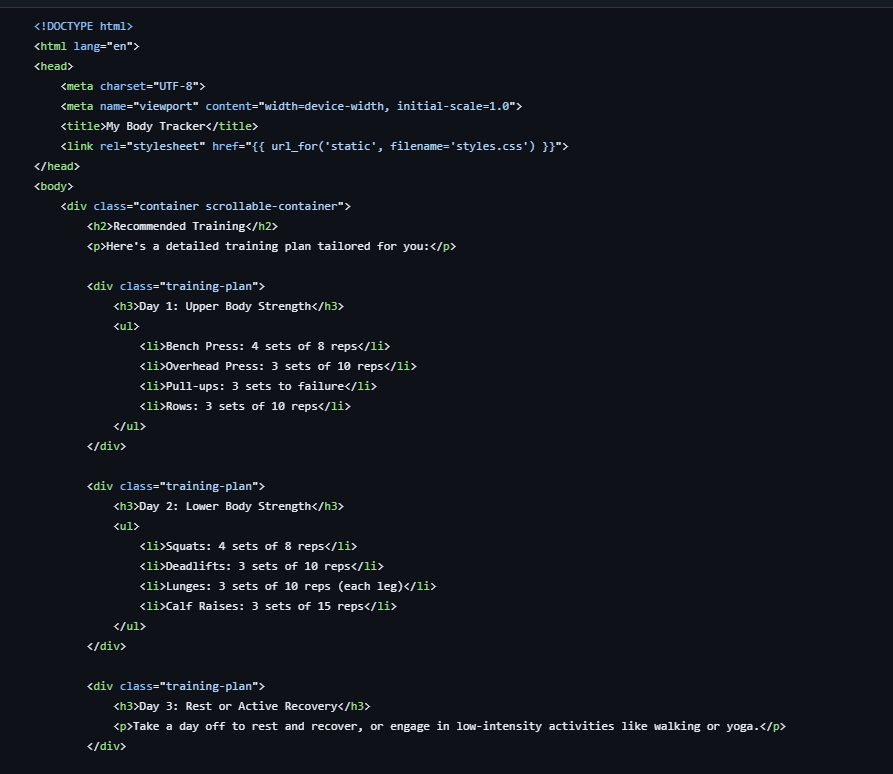 <!DOCTYPE html>
<html lang="en">
<head>
    <meta charset="UTF-8">
    <meta name="viewport" content="width=device-width, initial-scale=1.0">
    <title>My Body Tracker</title>
    <link rel="stylesheet" href="{{ url_for('static', filename='styles.css') }}">
</head>
<body>
    <div class="container scrollable-container">
        <h2>Recommended Training</h2>
        <p>Here's a detailed training plan tailored for you:</p>

        <div class="training-plan">
            <h3>Day 1: Upper Body Strength</h3>
            <ul>
                <li>Bench Press: 4 sets of 8 reps</li>
                <li>Overhead Press: 3 sets of 10 reps</li>
                <li>Pull-ups: 3 sets to failure</li>
                <li>Rows: 3 sets of 10 reps</li>
            </ul>
        </div>

        <div class="training-plan">
            <h3>Day 2: Lower Body Strength</h3>
            <ul>
                <li>Squats: 4 sets of 8 reps</li>
                <li>Deadlifts: 3 sets of 10 reps</li>
                <li>Lunges: 3 sets of 10 reps (each leg)</li>
                <li>Calf Raises: 3 sets of 15 reps</li>
            </ul>
        </div>

        <div class="training-plan">
            <h3>Day 3: Rest or Active Recovery</h3>
            <p>Take a day off to rest and recover, or engage in low-intensity activities like walking or yoga.</p>
        </div>